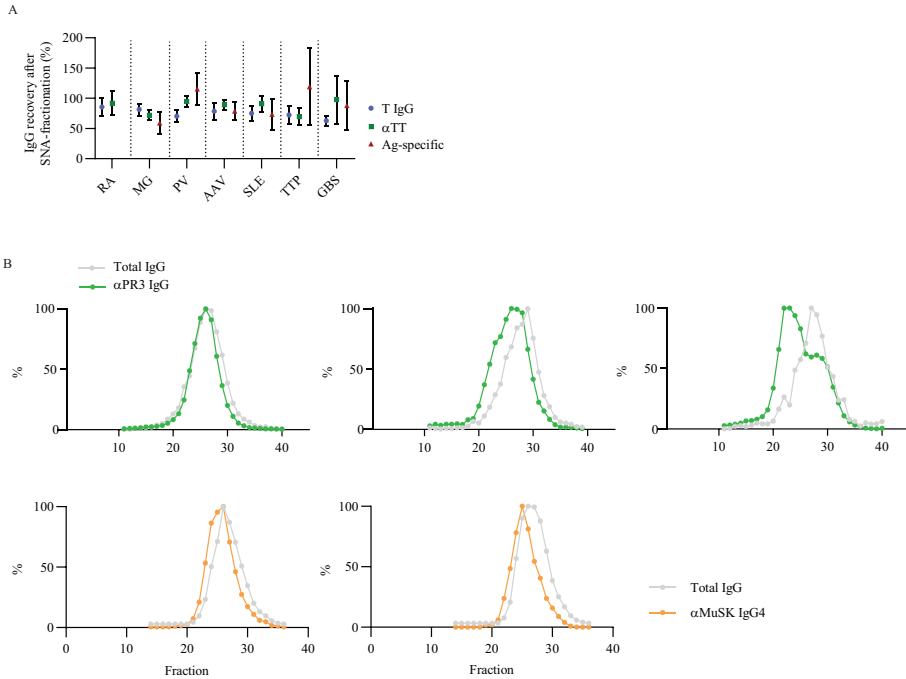 A
IgG recovery after
SNA-fractionation (%)
200
150
100
50
0
RA
MG
PV
AAV
SLE
TTP
GBS
T IgG
αTT
Ag-specific
B
Total IgG
αPR3 IgG
%
100
50
0
10
20
30
40
%
100
50
0
10
20
30
40
%
100
50
0
10
20
30
40
%
100
50
0
0
10
20
30
40
Fraction
%
100
50
0
0
10
20
30
40
Fraction
Total IgG
αMuSK IgG4